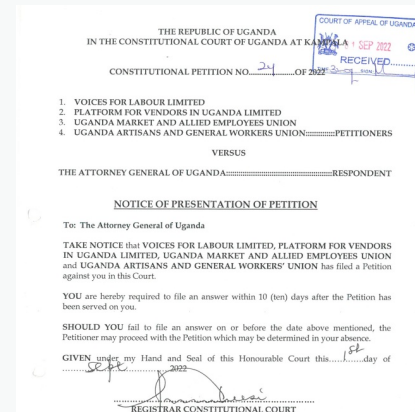 COURT OF APPEAL OF UGANDA
SEP 2022
RECEIVED
THE REPUBLIC OF UGANDA
IN THE CONSTITUTIONAL COURT OF UGANDA AT KAMPALA
CONSTITUTIONAL PETITION NO.....24.....OF 2022
1. VOICES FOR LABOUR LIMITED
2. PLATFORM FOR VENDORS IN UGANDA LIMITED
3. UGANDA MARKET AND ALLIED EMPLOYEES UNION
4. UGANDA ARTISANS AND GENERAL WORKERS UNION::::::::::::::PETITIONERS
VERSUS
THE ATTORNEY GENERAL OF UGANDA::::::::::::::::::::::::::::::::::::::::::::RESPONDENT
NOTICE OF PRESENTATION OF PETITION
To: The Attorney General of Uganda
TAKE NOTICE that VOICES FOR LABOUR LIMITED, PLATFORM FOR VENDORS
IN UGANDA LIMITED, UGANDA MARKET AND ALLIED EMPLOYEES UNION
and UGANDA ARTISANS AND GENERAL WORKERS' UNION has filed a Petition
against you in this Court.
YOU are hereby required to file an answer within 10 (ten) days after the Petition has
been served on you.
SHOULD YOU fail to file an answer on or before the date above mentioned, the
Petitioner may proceed with the Petition which may be determined in your absence.
GIVEN under my Hand and Seal of this Honourable Court this.....1st.....day of
.......Sept.......2022
REGISTRAR CONSTITUTIONAL COURT